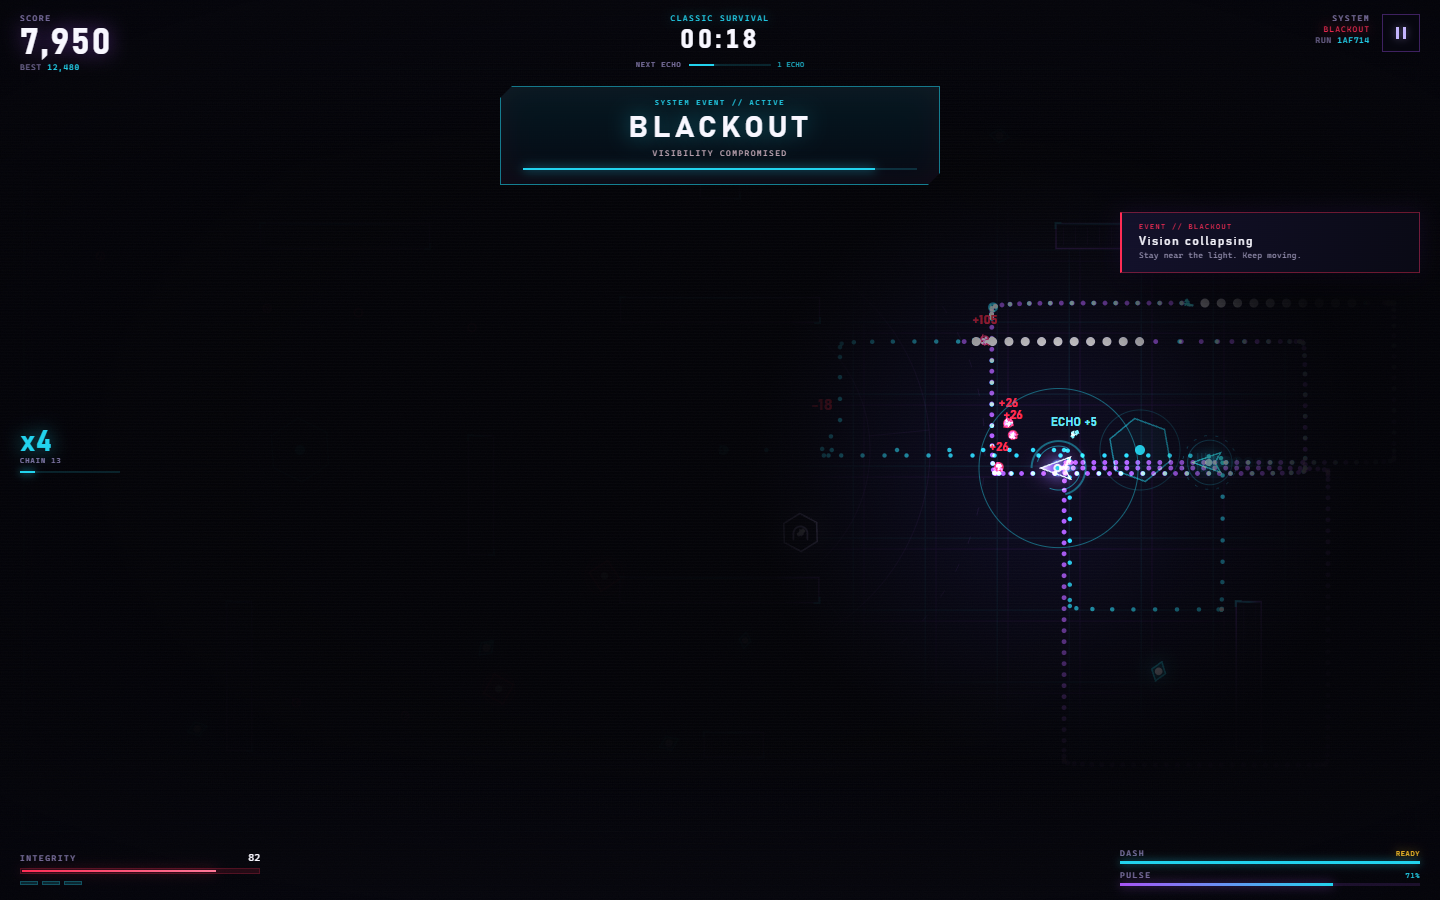 SCORE
7,950
BEST 12,480
CLASSIC SURVIVAL
00:18
NEXT ECHO
1 ECHO
SYSTEM
BLACKOUT
RUN 1AF714
SYSTEM EVENT // ACTIVE
BLACKOUT
VISIBILITY COMPROMISED
EVENT // BLACKOUT
Vision collapsing
Stay near the light. Keep moving.
+105
-18
+26
+26
ECHO +5
+26
x4
CHAIN 13
INTEGRITY
82
DASH
READY
PULSE
71%